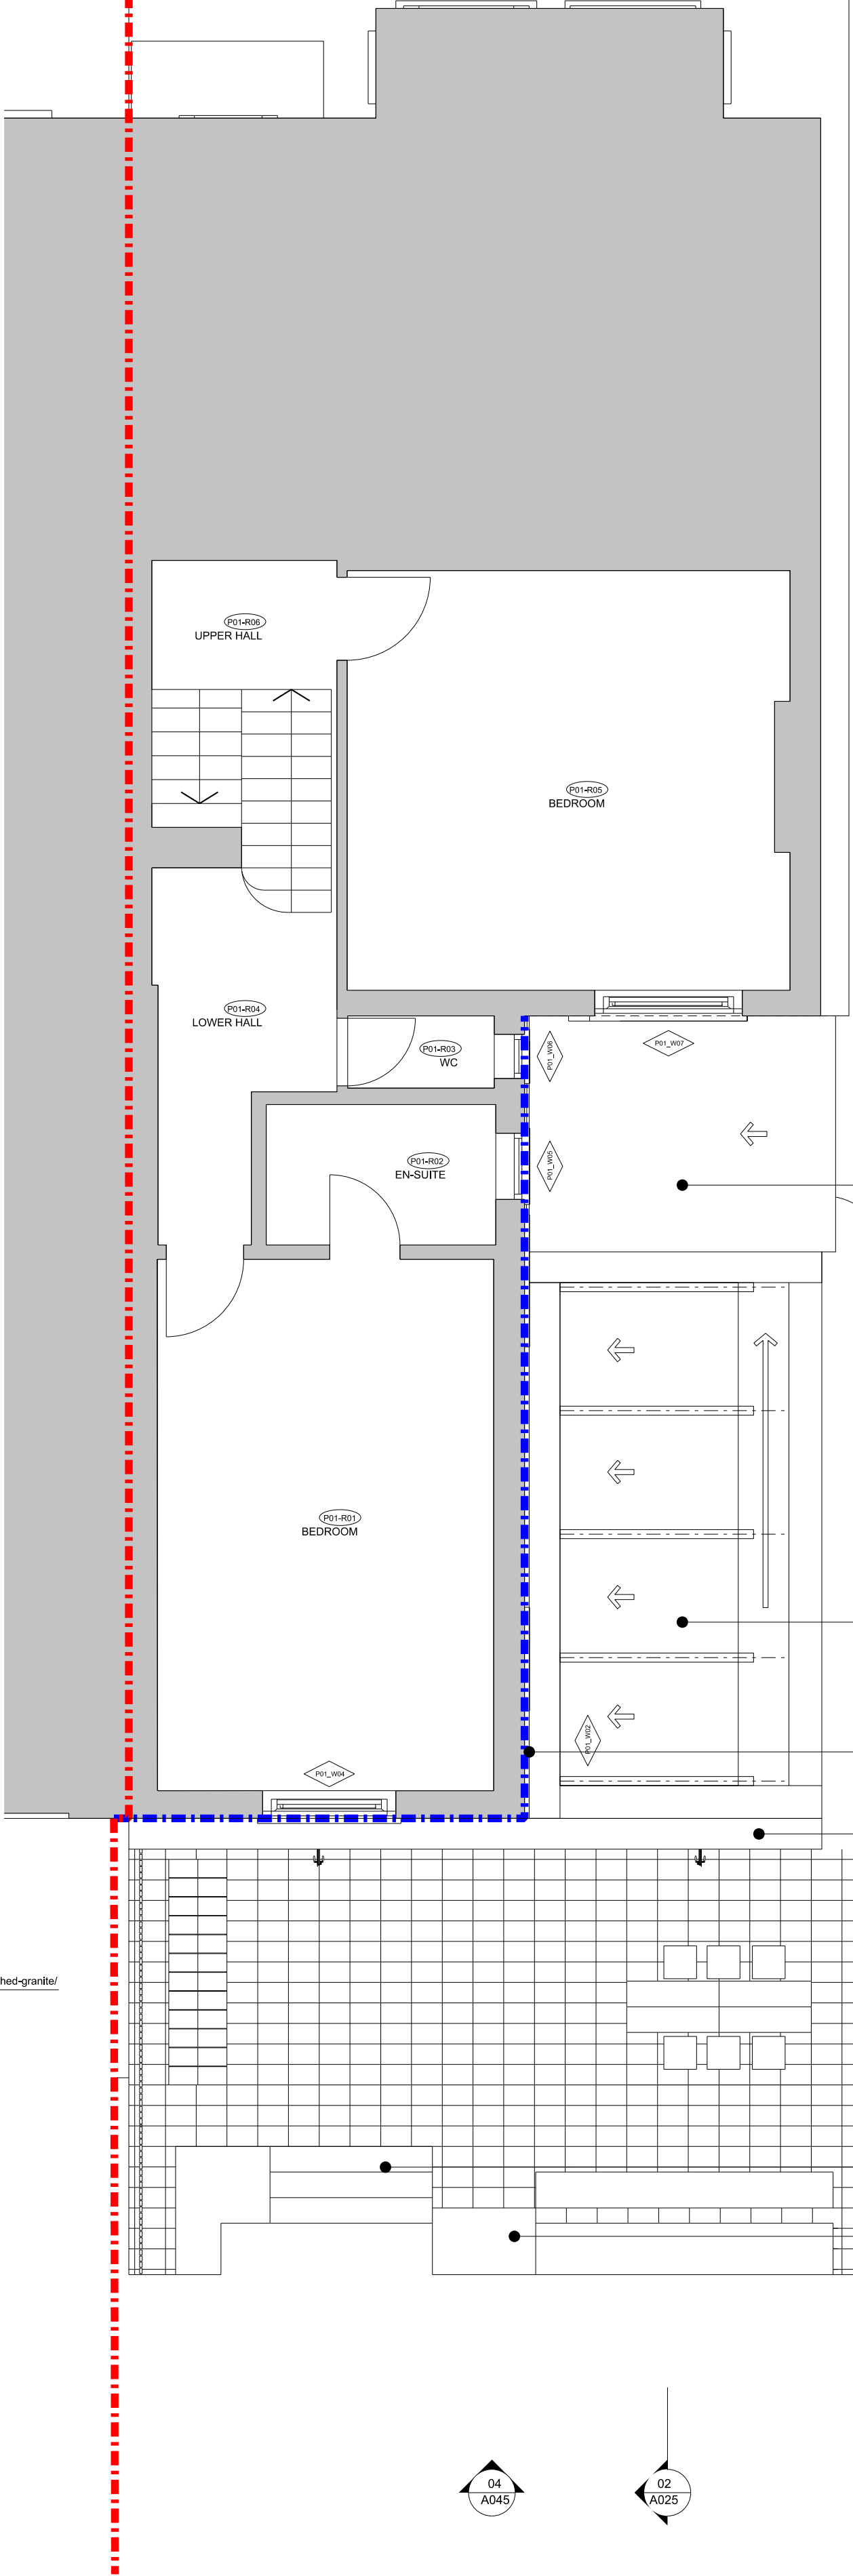 P01-R06
UPPER HALL
P01-R05
BEDROOM
P01-R04
LOWER HALL
P01-R03
WC
P01_W06
P01_W07
P01-R02
EN-SUITE
P01_W05
P01-R01
BEDROOM
P01_W02
P01_W04
hed-granite/
04
A045
02
A025